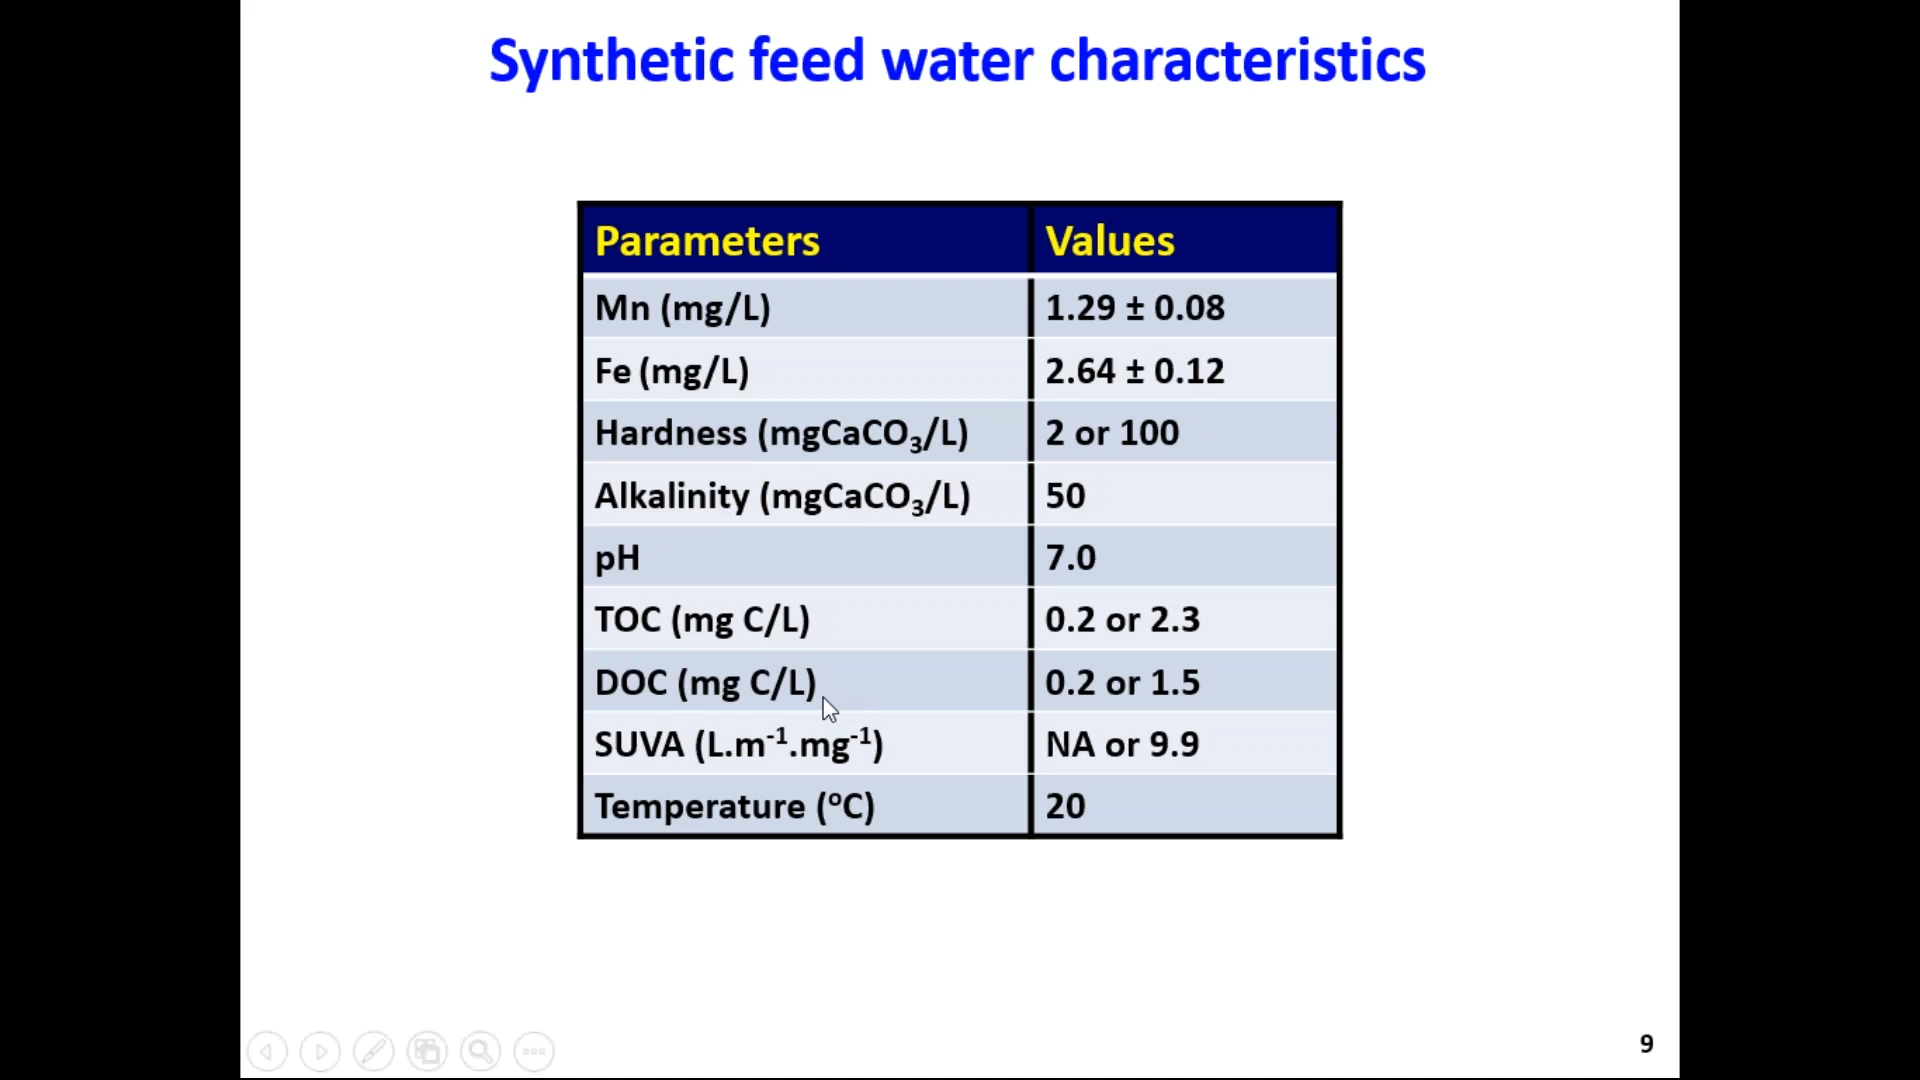 Synthetic feed water characteristics
Parameters Values
Mn (mg/L) 1.29 ± 0.08
Fe (mg/L) 2.64 ± 0.12
Hardness (mgCaCO₃/L) 2 or 100
Alkalinity (mgCaCO₃/L) 50
pH 7.0
TOC (mg C/L) 0.2 or 2.3
DOC (mg C/L) 0.2 or 1.5
SUVA (L.m⁻¹.mg⁻¹) NA or 9.9
Temperature (ᵒC) 20
9